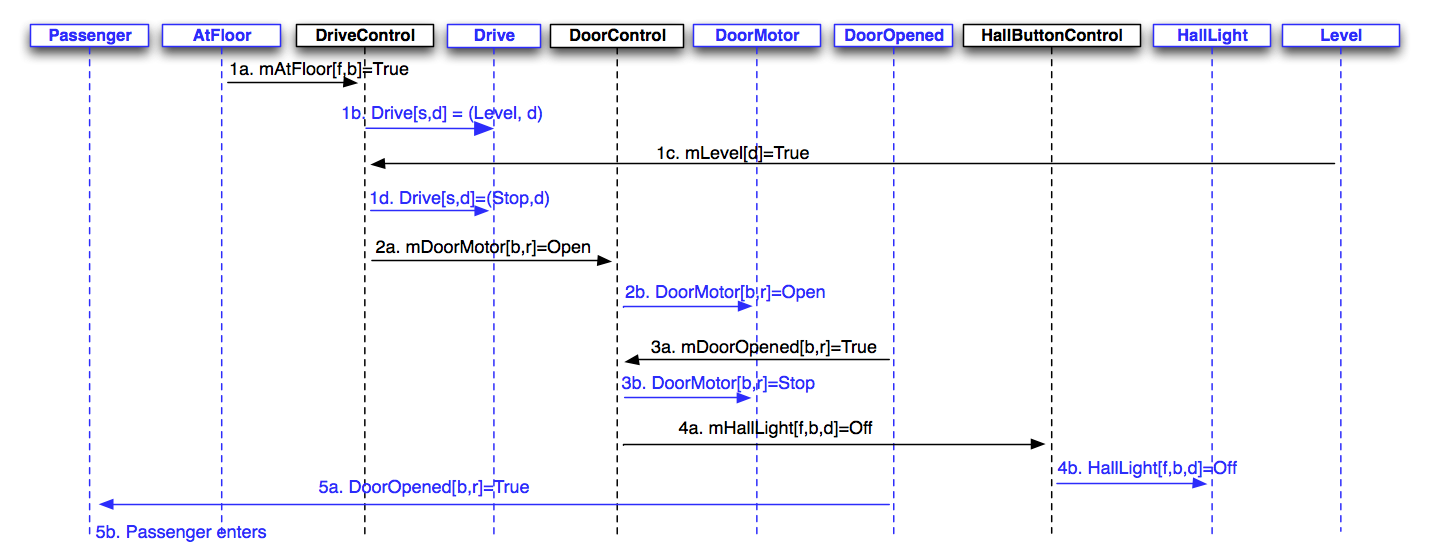 Passenger
AtFloor
DriveControl
Drive
DoorControl
DoorMotor
DoorOpened
HallButtonControl
HallLight
Level
1a. mAtFloor[f,b]=True
1b. Drive[s,d] = (Level, d)
1c. mLevel[d]=True
1d. Drive[s,d]=(Stop,d)
2a. mDoorMotor[b,r]=Open
2b. DoorMotor[b,r]=Open
3a. mDoorOpened[b,r]=True
3b. DoorMotor[b,r]=Stop
4a. mHallLight[f,b,d]=Off
4b. HallLight[f,b,d]=Off
5a. DoorOpened[b,r]=True
5b. Passenger enters